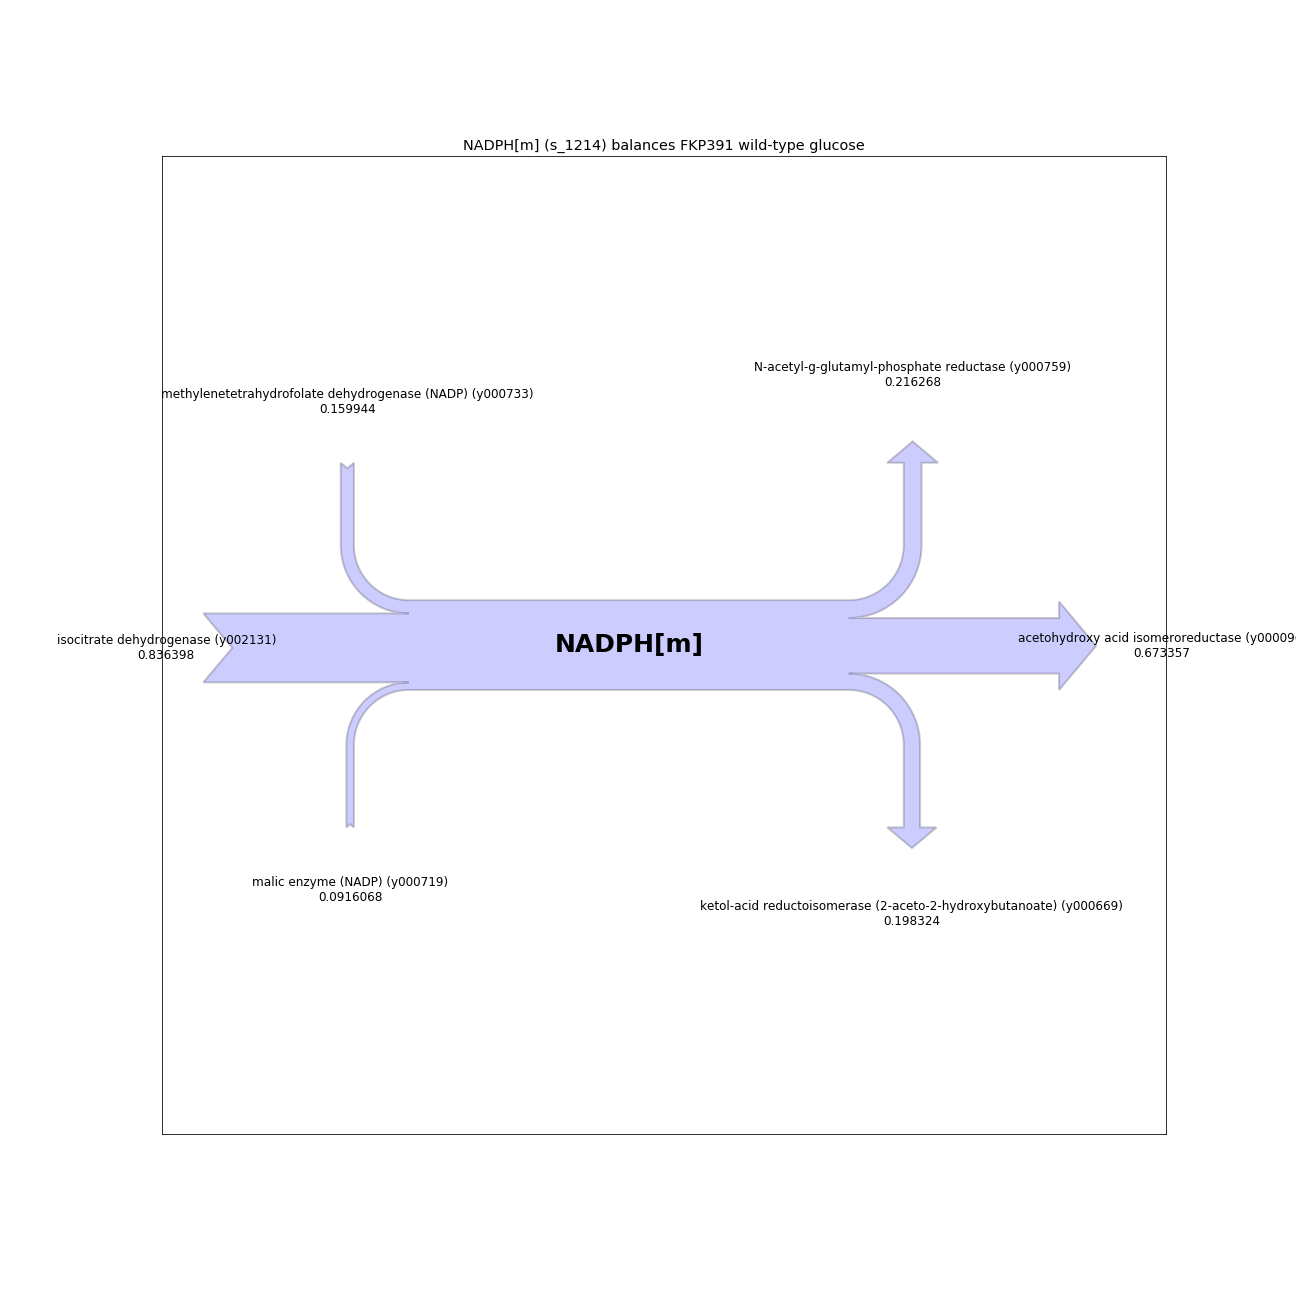 NADPH[m] (s_1214) balances FKP391 wild-type glucose
N-acetyl-g-glutamyl-phosphate reductase (y000759)
0.216268
methylenetetrahydrofolate dehydrogenase (NADP) (y000733)
0.159944
isocitrate dehydrogenase (y002131)
0.836398
NADPH[m]
acetohydroxy acid isomeroreductase
0.673357
malic enzyme (NADP) (y000719)
0.0916068
ketol-acid reductoisomerase (2-aceto-2-hydroxybutanoate) (y000669)
0.198324